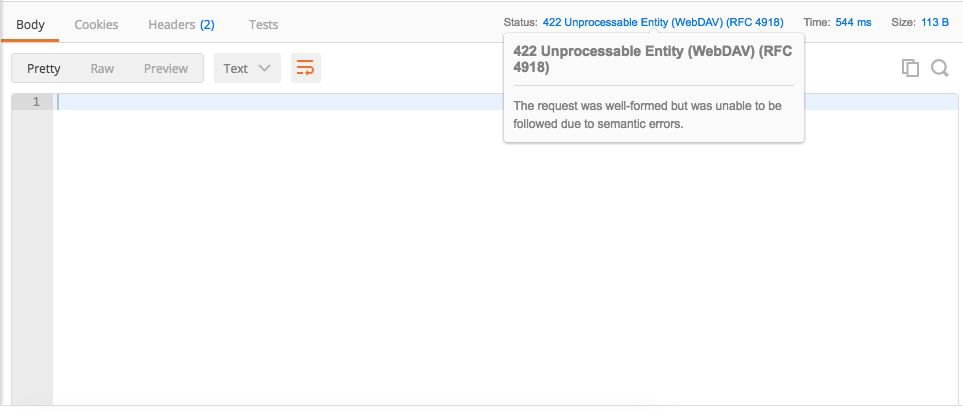 Body Cookies Headers (2) Tests Status: 422 Unprocessable Entity (WebDAV) (RFC 4918) Time: 544 ms Size: 113 B
422 Unprocessable Entity (WebDAV) (RFC
4918)
Pretty Raw Preview Text
1
The request was well-formed but was unable to be
followed due to semantic errors.